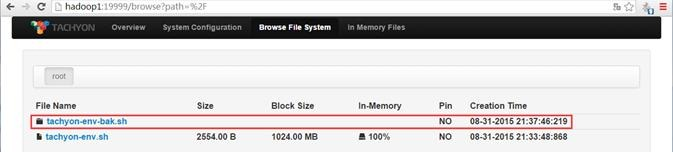 hadoop1:19999/browse?path=%2F
TACHYON Overview System Configuration Browse File System In Memory Files
root
File Name Size Block Size In-Memory Pin Creation Time
tachyon-env-bak.sh NO 08-31-2015 21:37:46:219
tachyon-env.sh 2554.00 B 1024.00 MB 100% NO 08-31-2015 21:33:48:868